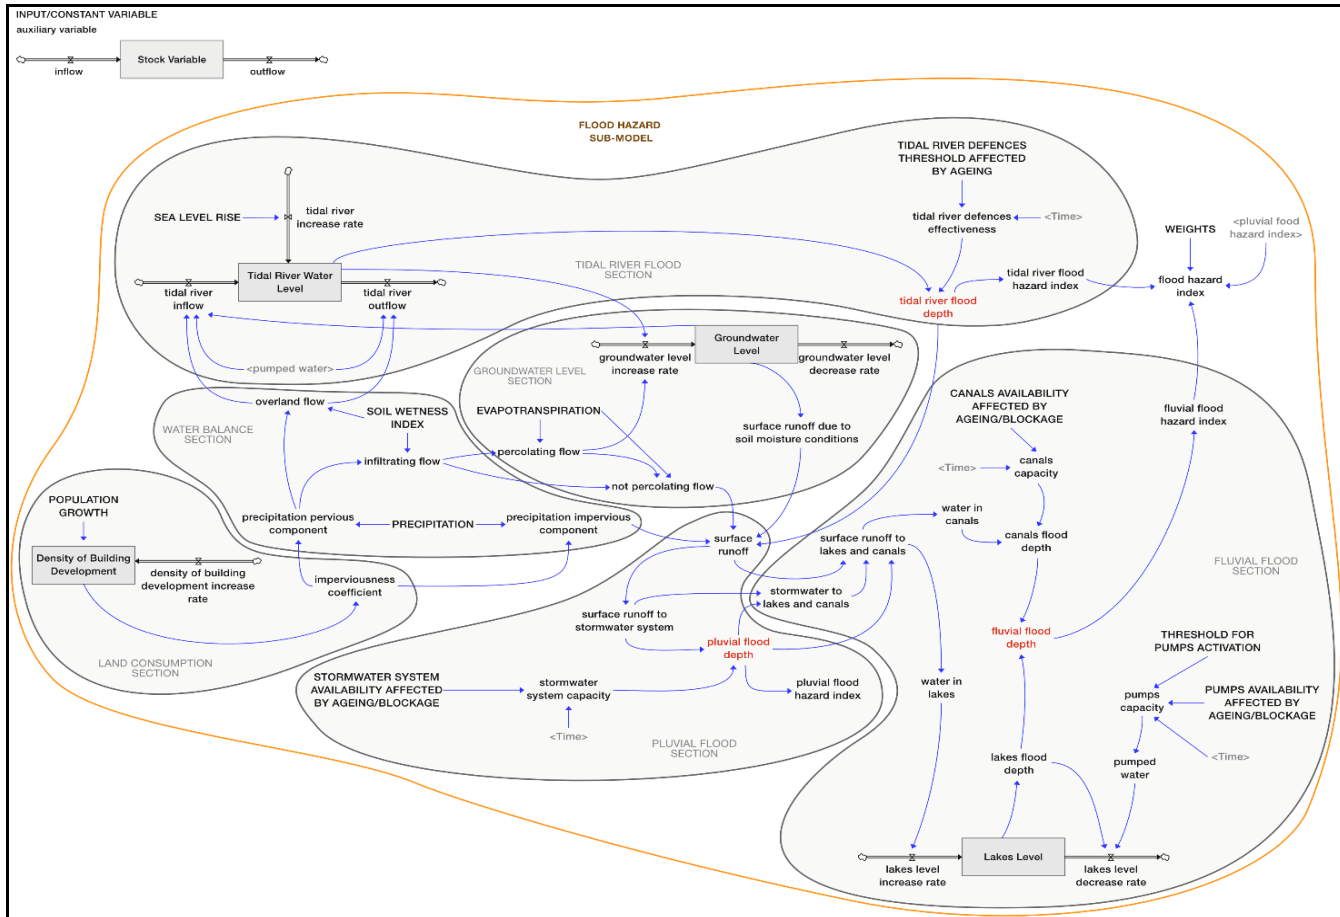 INPUT/CONSTANT VARIABLE
auxiliary variable
Stock Variable
inflow
outflow
FLOOD HAZARD
SUB-MODEL
TIDAL RIVER DEFENCES
THRESHOLD AFFECTED
BY AGEING
SEA LEVEL RISE
tidal river
increase rate
tidal river defences
effectiveness
<Time>
WEIGHTS
<pluvial food
hazard index>
Tidal River Water
Level
TIDAL RIVER FLOOD
SECTION
tidal river flood
hazard index
flood hazard
index
tidal river
inflow
tidal river
outflow
tidal river flood
depth
Groundwater
Level
groundwater level
increase rate
groundwater level
decrease rate
<pumped water>
GROUNDWATER LEVEL
SECTION
overland flow
SOIL WETNESS
INDEX
EVAPOTRANSPIRATION
CANALS AVAILABILITY
AFFECTED BY
AGEING/BLOCKAGE
fluvial flood
hazard index
WATER BALANCE
SECTION
surface runoff due to
soil moisture conditions
infiltrating flow
percolating flow
<Time>
canals
capacity
not percolating flow
POPULATION
GROWTH
precipitation pervious
component
PRECIPITATION
precipitation impervious
component
water in
canals
surface
runoff
surface runoff to
lakes and canals
canals flood
depth
Density of Building
Development
density of building
development increase
rate
imperviousness
coefficient
FLUVIAL FLOOD
SECTION
stormwater to
lakes and canals
surface runoff to
stormwater system
pluvial flood
depth
fluvial flood
depth
THRESHOLD FOR
PUMPS ACTIVATION
LAND CONSUMPTION
SECTION
STORMWATER SYSTEM
AVAILABILITY AFFECTED
BY AGEING/BLOCKAGE
stormwater
system capacity
pluvial flood
hazard index
water in
lakes
pumps
capacity
PUMPS AVAILABILITY
AFFECTED BY
AGEING/BLOCKAGE
<Time>
PLUVIAL FLOOD
SECTION
lakes flood
depth
pumped
water
<Time>
Lakes Level
lakes level
increase rate
lakes level
decrease rate